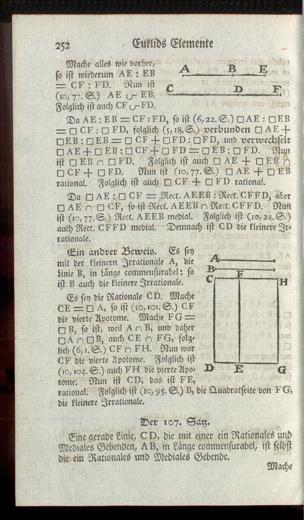 252 Euklids Elemente
Mache alles wie vorher,
so ist wiederum AE : EB
= CF : FD. Nun ist
(10, 77. S.) AE ⌣ EB;
Folglich ist auch CF ⌣ FD.
A B E
C D F
Da AE : EB = CF : FD, so ist (6, 22. S.) □ AE : □ EB
= □ CF : □ FD, folglich (5, 18. S.) verbunden □ AE +
□ EB : □ EB = □ CF + □ FD : □ FD, und verwechselt
□ AE + □ EB : □ CF + □ FD = □ EB : □ FD. Nun
ist □ EB ∩ □ FD. Folglich ist auch □ AE + □ EB ∩
□ CF + □ FD. Nun ist (10, 77. S.) □ AE + □ EB
rational. Folglich ist auch □ CF + □ FD rational.
Da □ AE : □ CF = Rect. AEEB : Rect. CFFD, aber
□ AE ∩ □ CF, so ist Rect. AEEB ∩ Rect. CFFD. Nun
ist (10, 77. S.) Rect. AEEB medial. Folglich ist (10, 24. S.)
auch Rect. CFFD medial. Demnach ist CD die kleinere Ir-
rationale.
Ein andrer Beweis. Es sey
mit der kleinern Irrationale A, die
Linie B, in Länge commensurabel: so
ist B auch die kleinere Irrationale.
Es sey die Rationale CD. Mache
CE = □ A, so ist (10, 101. S.) CF
die vierte Apotome. Mache FG =
□ B, so ist, weil A ∩ B, und daher
□ A ∩ □ B, auch CE ∩ FG, folg-
lich (6, 1. S.) CF ∩ FH. Nun war
CF die vierte Apotome. Folglich ist
(10, 104. S.) auch FH die vierte Apo-
tome. Nun ist CD, das ist FE,
rational. Folglich ist (10, 95. S.) B, die Quadratseite von FG,
die kleinere Irrationale.
A
B
C F H
D E G
Der 107. Satz.
Eine gerade Linie, CD, die mit einer ein Rationales und
Mediales Gebenden, AB, in Länge commensurabel, ist selbst
die ein Rationales und Mediales Gebende.
Mache